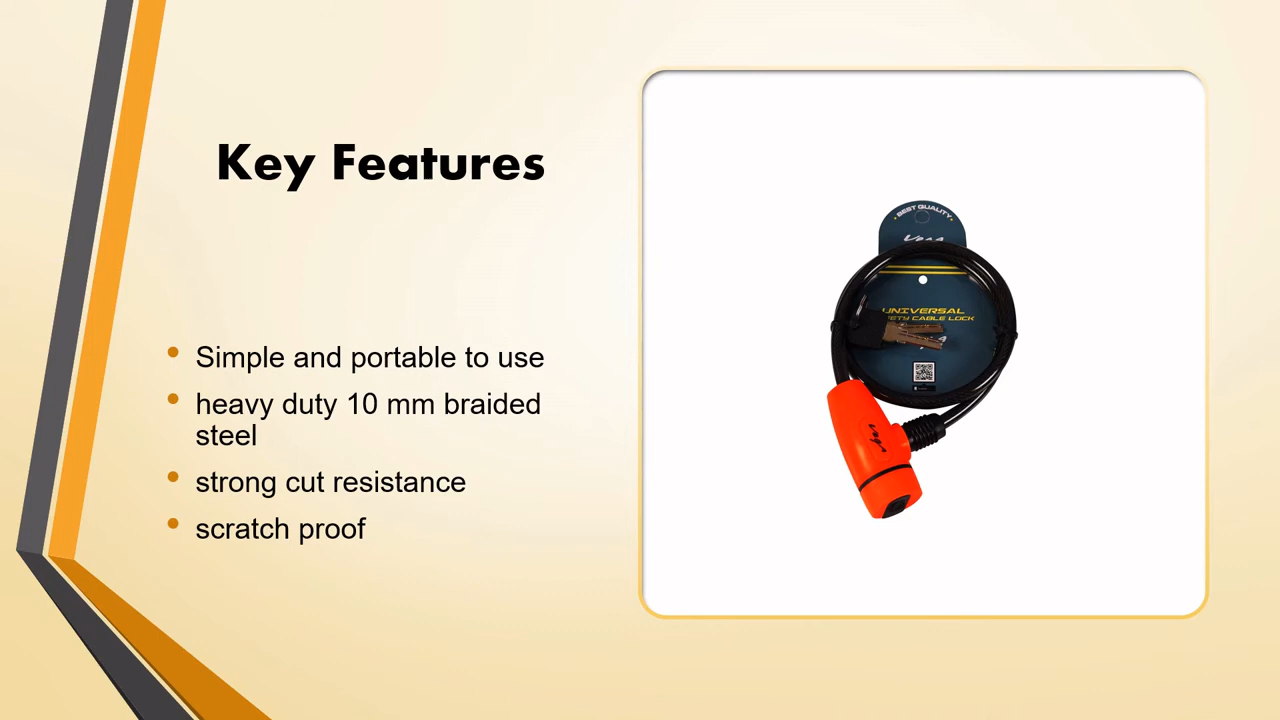 Key Features
Simple and portable to use
heavy duty 10 mm braided
steel
strong cut resistance
scratch proof
BEST QUALITY
UNIVERSAL
CABLE LOCK
Vega